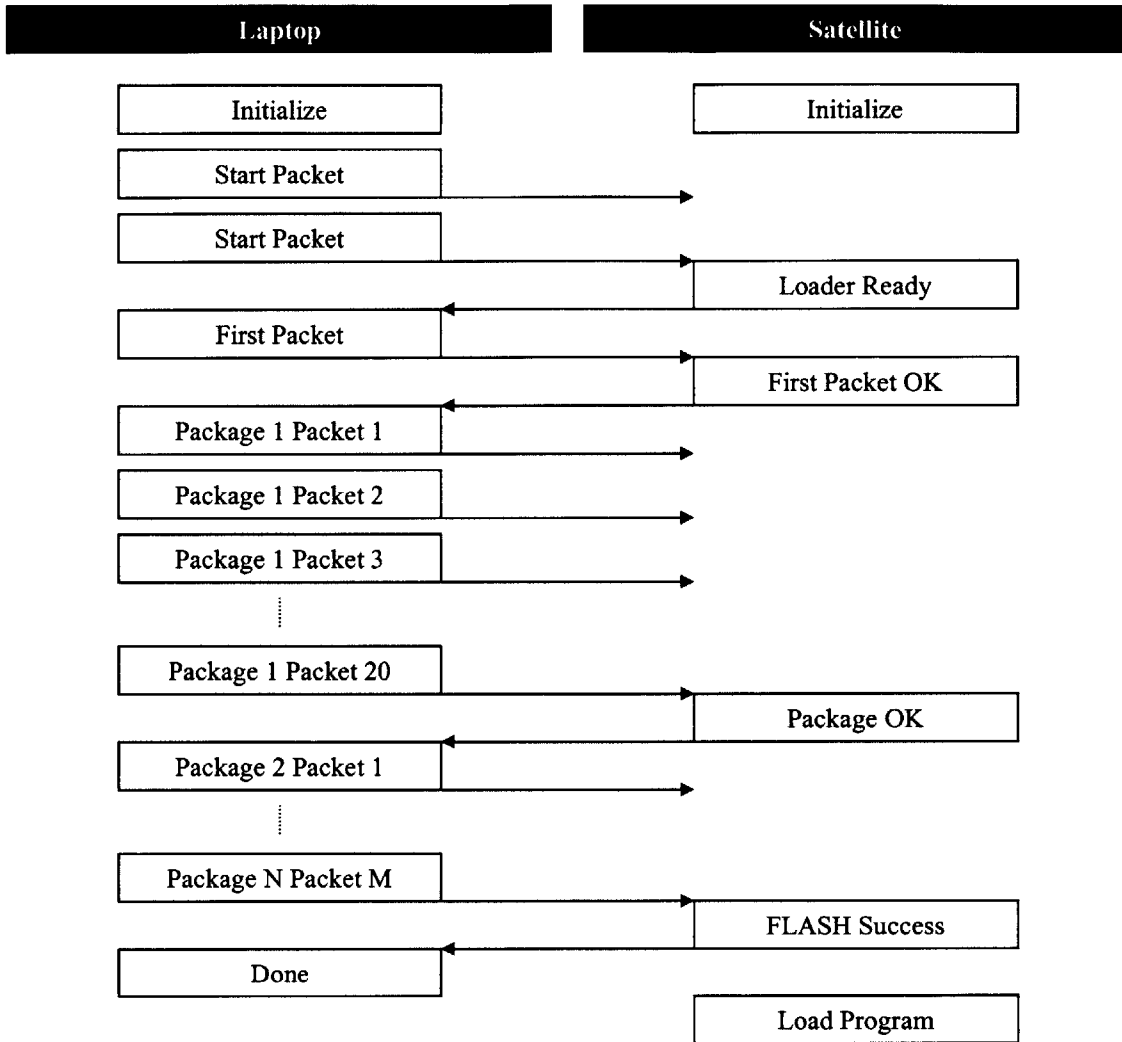 Laptop
Satellite
Initialize
Initialize
Start Packet
Start Packet
Loader Ready
First Packet
First Packet OK
Package 1 Packet 1
Package 1 Packet 2
Package 1 Packet 3
Package 1 Packet 20
Package OK
Package 2 Packet 1
Package N Packet M
FLASH Success
Done
Load Program